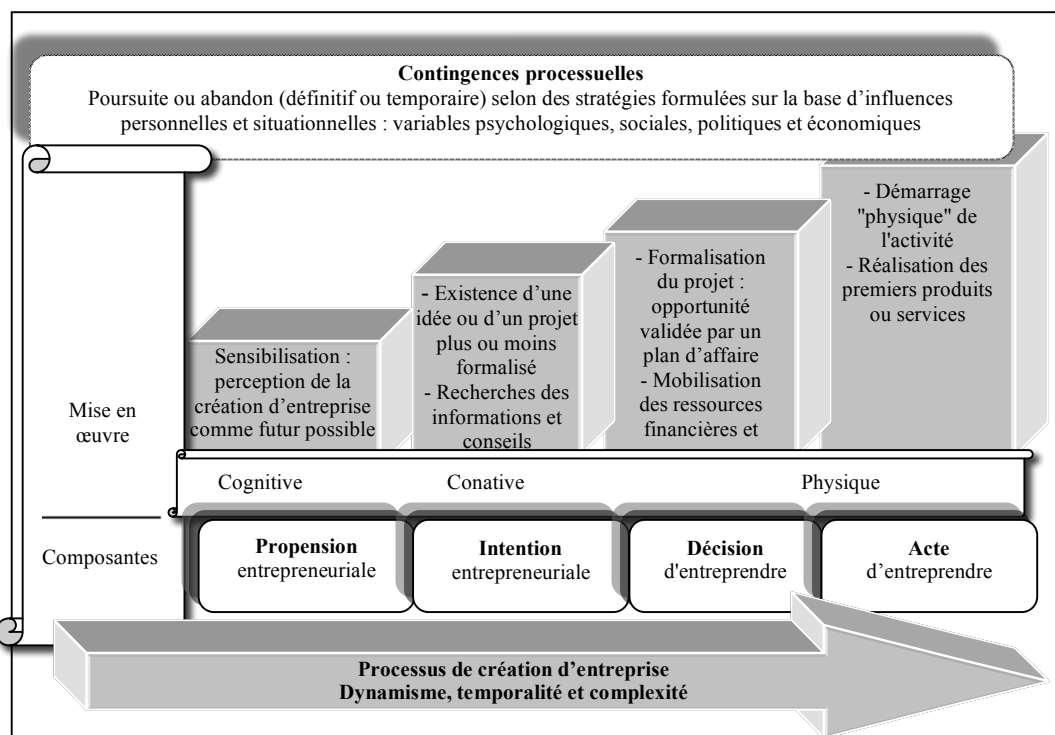 Contingences processuelles
Poursuite ou abandon (définitif ou temporaire) selon des stratégies formulées sur la base d’influences
personnelles et situationnelles : variables psychologiques, sociales, politiques et économiques
Mise en
œuvre
Sensibilisation :
perception de la
création d’entreprise
comme futur possible
- Existence d’une
idée ou d’un projet
plus ou moins
formalisé
- Recherches des
informations et
conseils
- Formalisation
du projet :
opportunité
validée par un
plan d’affaire
- Mobilisation
des ressources
financières et
- Démarrage
"physique" de
l'activité
- Réalisation des
premiers produits
ou services
Cognitive
Conative
Physique
Composantes
Propension
entrepreneuriale
Intention
entrepreneuriale
Décision
d'entreprendre
Acte
d’entreprendre
Processus de création d’entreprise
Dynamisme, temporalité et complexité